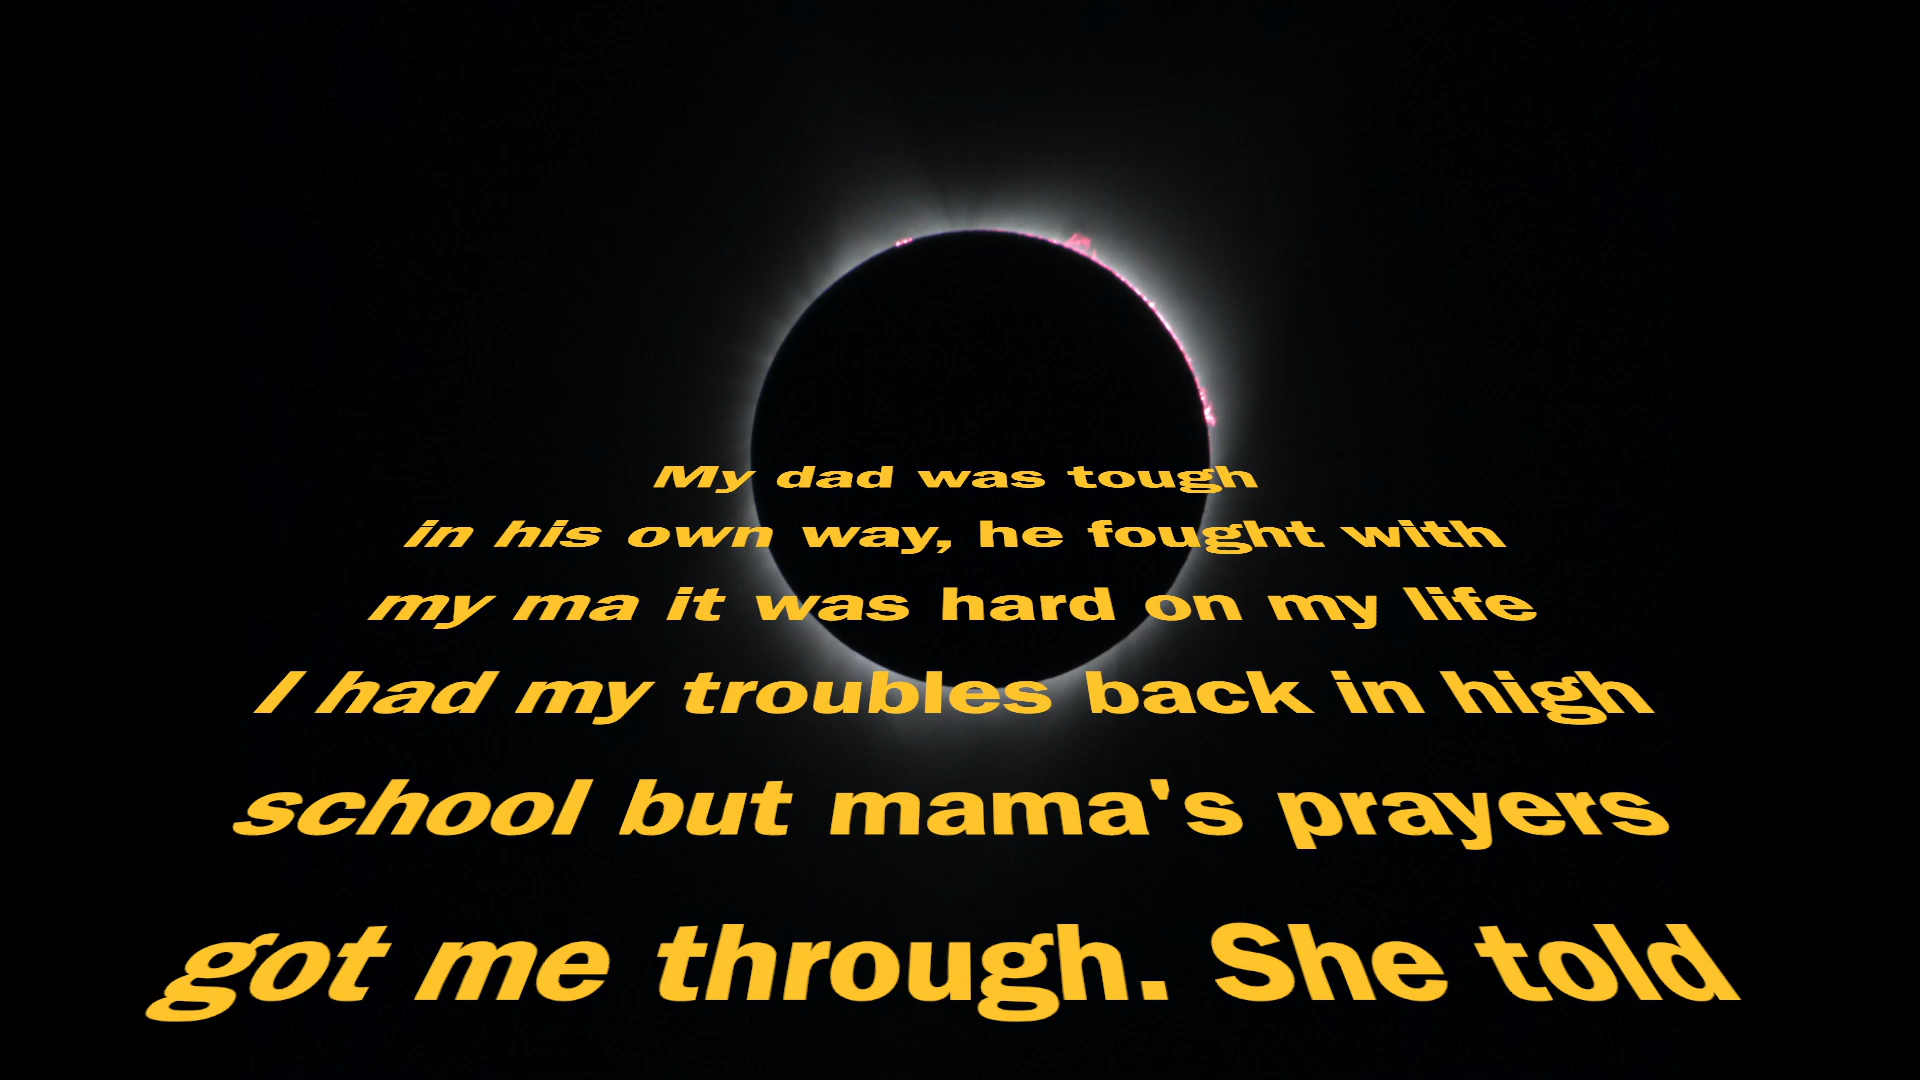 My dad was tough
in his own way, he fought with
my ma it was hard on my life
I had my troubles back in high
school but mama's prayers
got me through. She told